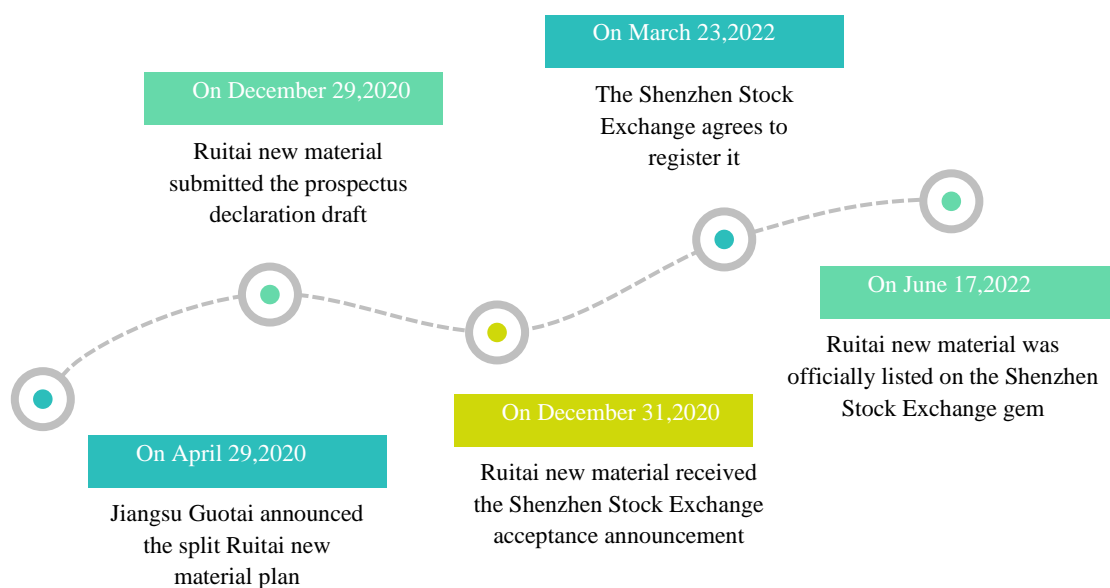 On April 29,2020
Jiangsu Guotai announced
the split Ruitai new
material plan
On December 29,2020
Ruitai new material
submitted the prospectus
declaration draft
On December 31,2020
Ruitai new material received
the Shenzhen Stock Exchange
acceptance announcement
On March 23,2022
The Shenzhen Stock
Exchange agrees to
register it
On June 17,2022
Ruitai new material was
officially listed on the Shenzhen
Stock Exchange gem